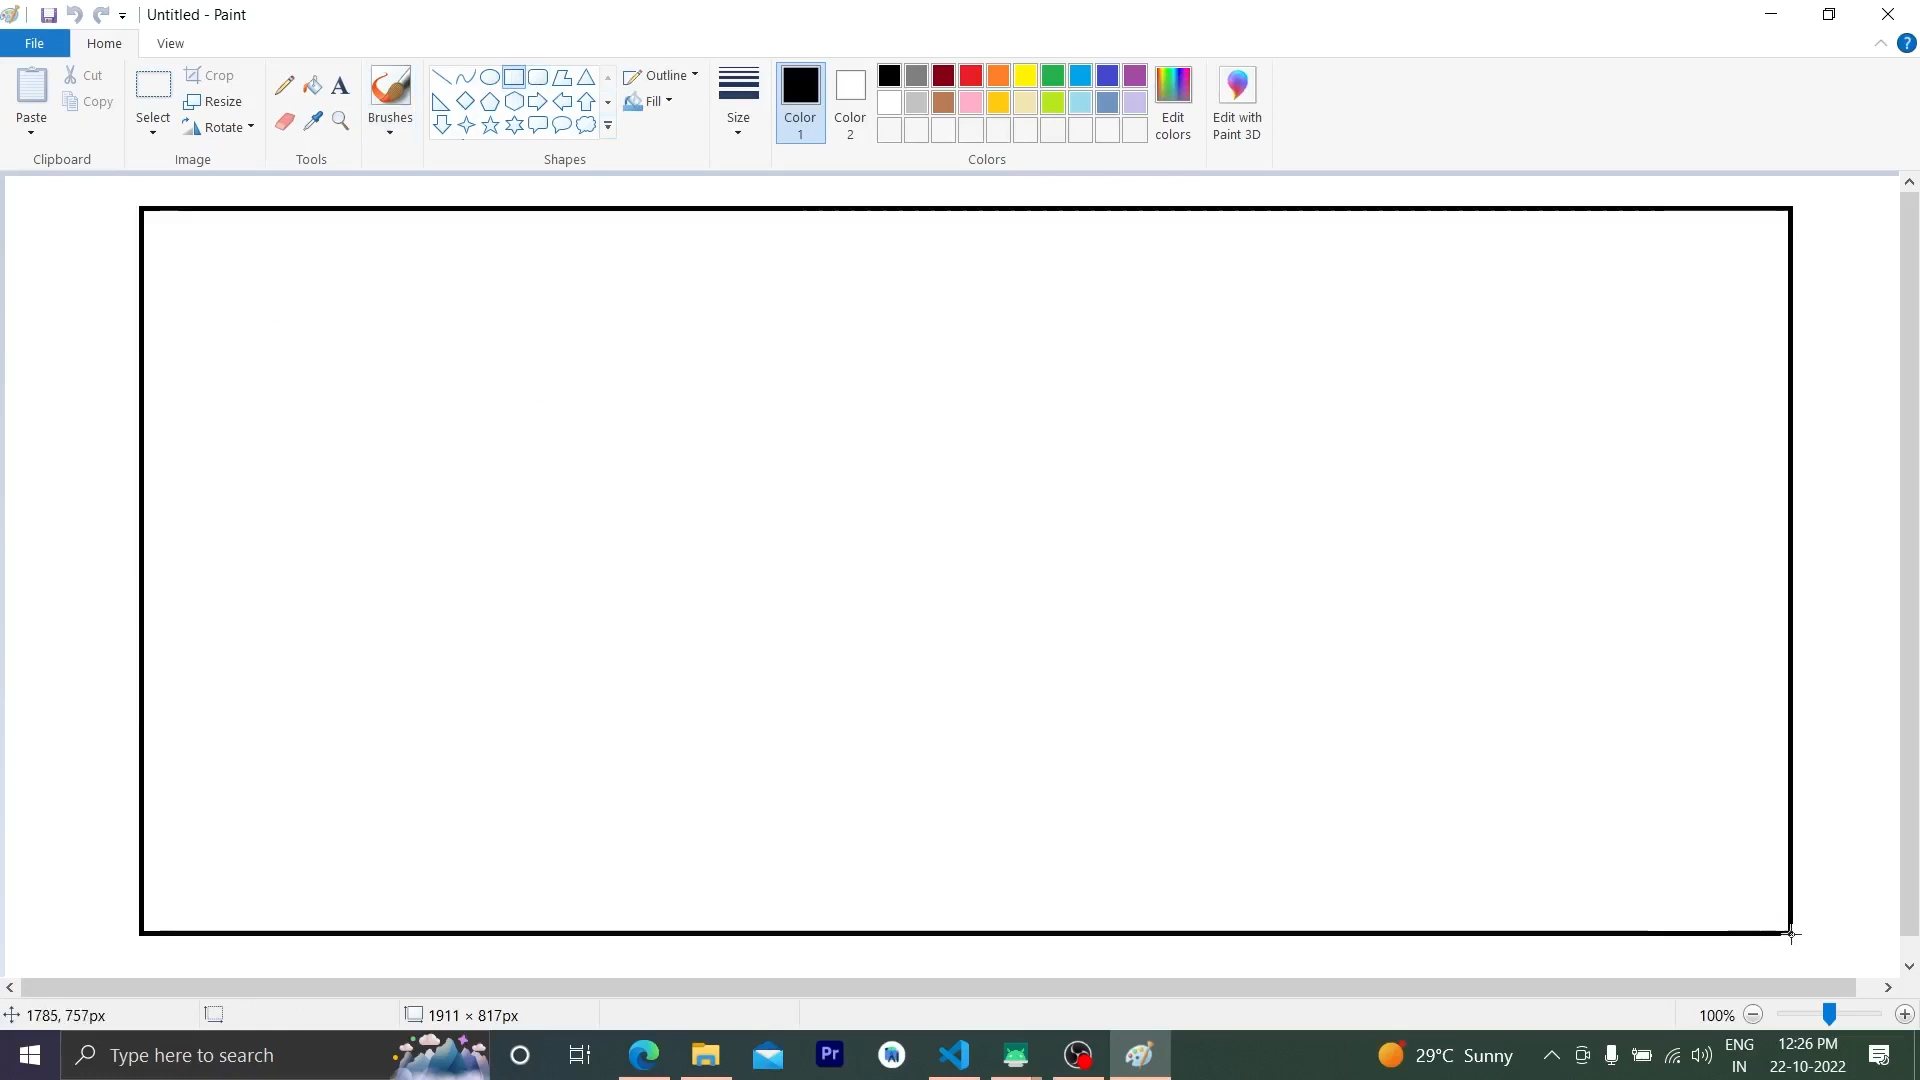 Untitled - Paint
File Home View
Paste
Cut
Copy
Clipboard
Select
Crop
Resize
Rotate
Image
A
Tools
Brushes
Shapes
Outline
Fill
Size
Color 1
Color 2
Colors
Edit colors
Edit with Paint 3D
?
1785, 757px
1911 × 817px
100%
Type here to search
Pr
29°C Sunny
ENG
IN
12:26 PM
22-10-2022